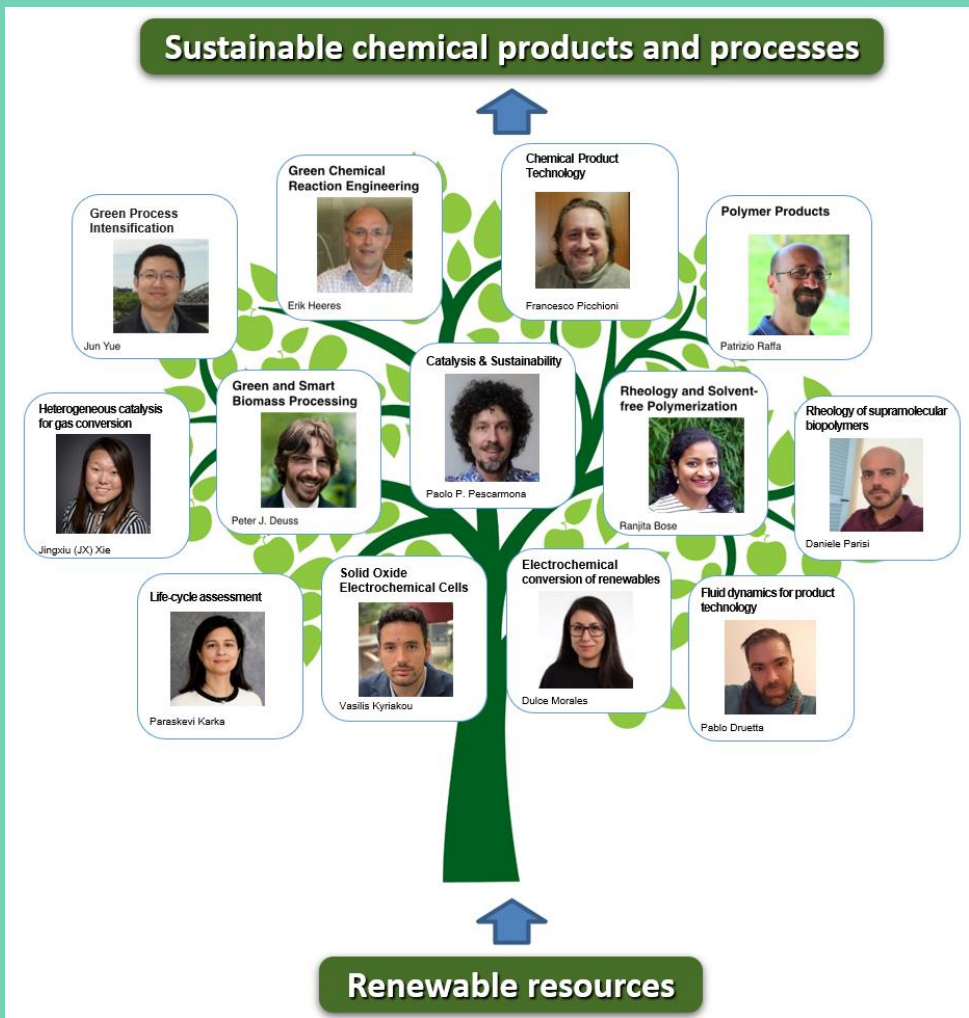 Sustainable chemical products and processes
Green Process
Intensification
Jun Yue
Green Chemical
Reaction Engineering
Erik Heeres
Chemical Product
Technology
Francesco Picchioni
Polymer Products
Patrizio Raffa
Heterogeneous catalysis
for gas conversion
Jingxiu (JX) Xie
Green and Smart
Biomass Processing
Peter J. Deuss
Catalysis & Sustainability
Paolo P. Pescarmona
Rheology and Solvent-
free Polymerization
Ranjita Bose
Rheology of supramolecular
biopolymers
Daniele Parisi
Life-cycle assessment
Paraskevi Karka
Solid Oxide
Electrochemical Cells
Vasilis Kyriakou
Electrochemical
conversion of renewables
Dulce Morales
Fluid dynamics for product
technology
Pablo Druetta
Renewable resources